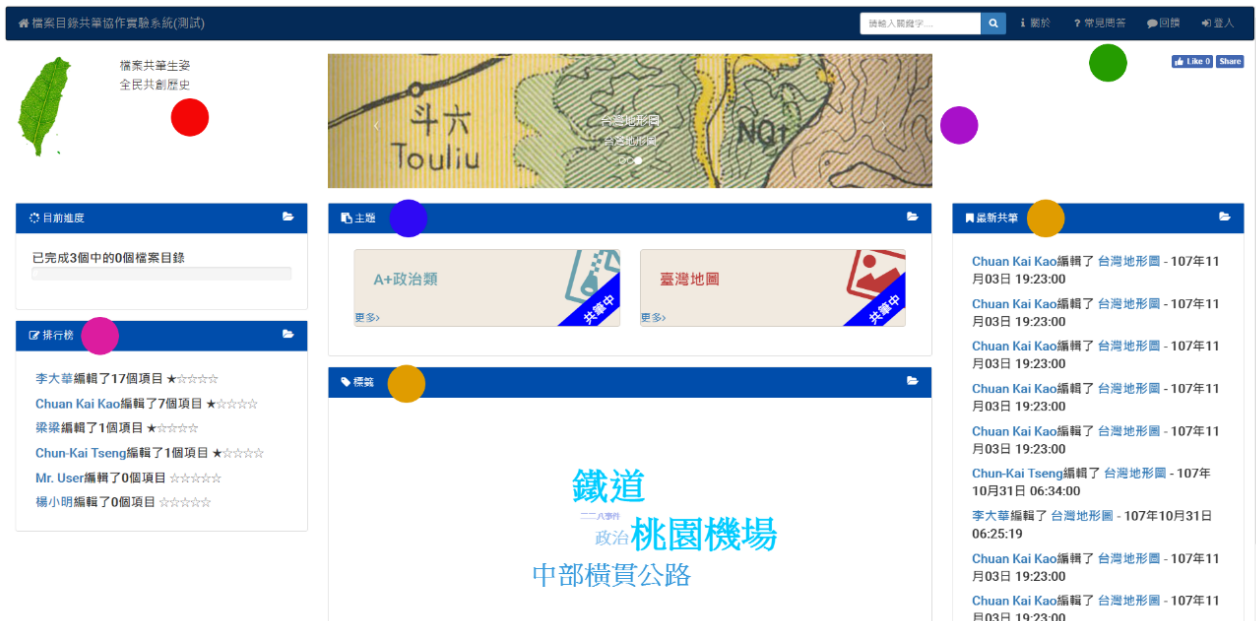 檔案目錄共筆協作實驗系統(測試)
請輸入關鍵字....
關於
? 常見問答
回饋
登入
檔案共筆生姿
全民共創歷史
Like 0
Share
斗六
Touliu
NQ
台灣地形圖
台灣地形圖
目前進度
已完成3個中的0個檔案目錄
排行榜
李大華編輯了17個項目 ★☆☆☆☆
Chuan Kai Kao編輯了7個項目 ★☆☆☆☆
梁梁編輯了1個項目 ★☆☆☆☆
Chun-Kai Tseng編輯了1個項目 ★☆☆☆☆
Mr. User編輯了0個項目 ☆☆☆☆☆
楊小明編輯了0個項目 ☆☆☆☆☆
主題
A+政治類
更多>
共筆中
臺灣地圖
更多>
共筆中
標籤
鐵道
二二八事件
政治
桃園機場
中部橫貫公路
最新共筆
Chuan Kai Kao編輯了 台灣地形圖 - 107年11
月03日 19:23:00
Chuan Kai Kao編輯了 台灣地形圖 - 107年11
月03日 19:23:00
Chuan Kai Kao編輯了 台灣地形圖 - 107年11
月03日 19:23:00
Chuan Kai Kao編輯了 台灣地形圖 - 107年11
月03日 19:23:00
Chuan Kai Kao編輯了 台灣地形圖 - 107年11
月03日 19:23:00
Chun-Kai Tseng編輯了 台灣地形圖 - 107年
10月31日 06:34:00
李大華編輯了 台灣地形圖 - 107年10月31日
06:25:19
Chuan Kai Kao編輯了 台灣地形圖 - 107年11
月03日 19:23:00
Chuan Kai Kao編輯了 台灣地形圖 - 107年11
月03日 19:23:00